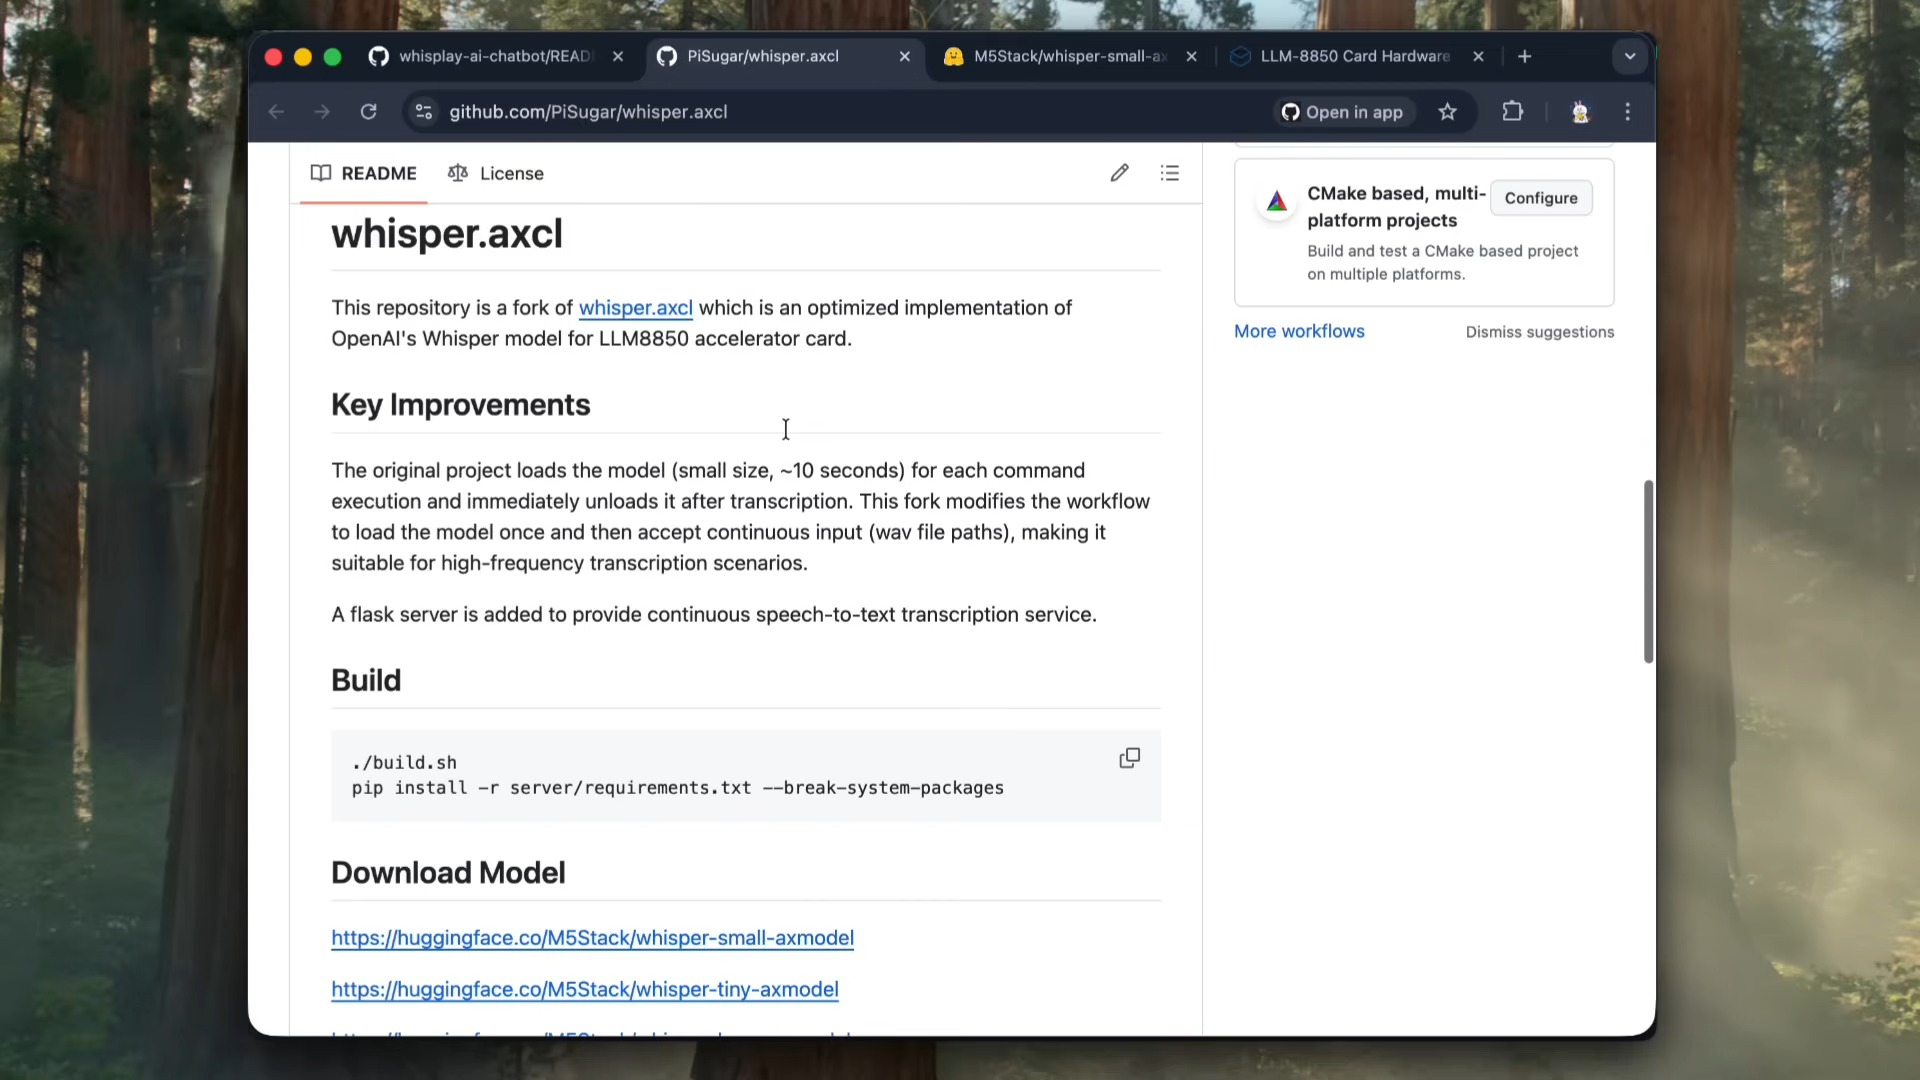 whisplay-ai-chatbot/READ
PiSugar/whisper.axcl
M5Stack/whisper-small-ax
LLM-8850 Card Hardware
github.com/PiSugar/whisper.axcl
Open in app
README
License
whisper.axcl
This repository is a fork of whisper.axcl which is an optimized implementation of
OpenAI's Whisper model for LLM8850 accelerator card.
Key Improvements
The original project loads the model (small size, ~10 seconds) for each command
execution and immediately unloads it after transcription. This fork modifies the workflow
to load the model once and then accept continuous input (wav file paths), making it
suitable for high-frequency transcription scenarios.
A flask server is added to provide continuous speech-to-text transcription service.
Build
./build.sh
pip install -r server/requirements.txt --break-system-packages
Download Model
https://huggingface.co/M5Stack/whisper-small-axmodel
https://huggingface.co/M5Stack/whisper-tiny-axmodel
CMake based, multi-
platform projects
Configure
Build and test a CMake based project
on multiple platforms.
More workflows
Dismiss suggestions